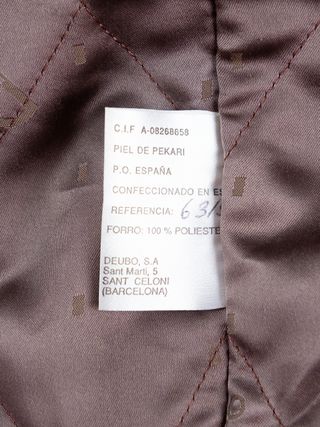 C.I.F A-08268658
PIEL DE PEKARI
P.O. ESPAÑA
CONFECCIONADO EN
REFERENCIA:
FORRO: 100 % POLIESTE
DEUBO, S.A
Sant Martí, 5
SANT CELONI
(BARCELONA)